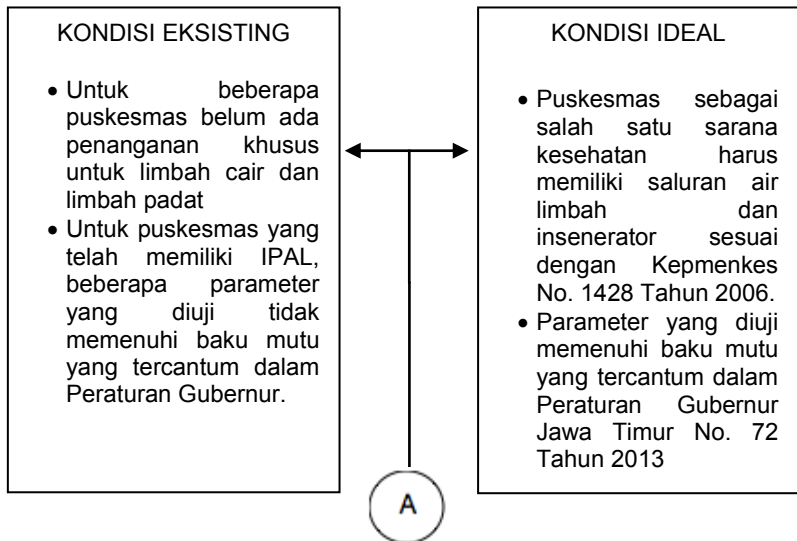 KONDISI EKSISTING
• Untuk beberapa
puskesmas belum ada
penanganan khusus
untuk limbah cair dan
limbah padat
• Untuk puskesmas yang
telah memiliki IPAL,
beberapa parameter
yang diuji tidak
memenuhi baku mutu
yang tercantum dalam
Peraturan Gubernur.
KONDISI IDEAL
• Puskesmas sebagai
salah satu sarana
kesehatan harus
memiliki saluran air
limbah dan
insenerator sesuai
dengan Kepmenkes
No. 1428 Tahun 2006.
• Parameter yang diuji
memenuhi baku mutu
yang tercantum dalam
Peraturan Gubernur
Jawa Timur No. 72
Tahun 2013
A